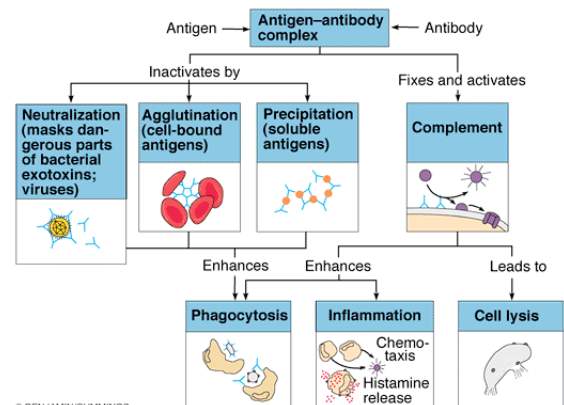 Antigen
Antigen–antibody
complex
Antibody
Inactivates by
Fixes and activates
Neutralization
(masks dan-
gerous parts
of bacterial
exotoxins;
viruses)
Agglutination
(cell-bound
antigens)
Precipitation
(soluble
antigens)
Complement
Enhances
Enhances
Leads to
Phagocytosis
Inflammation
Cell lysis
Chemo-
taxis
Histamine
release